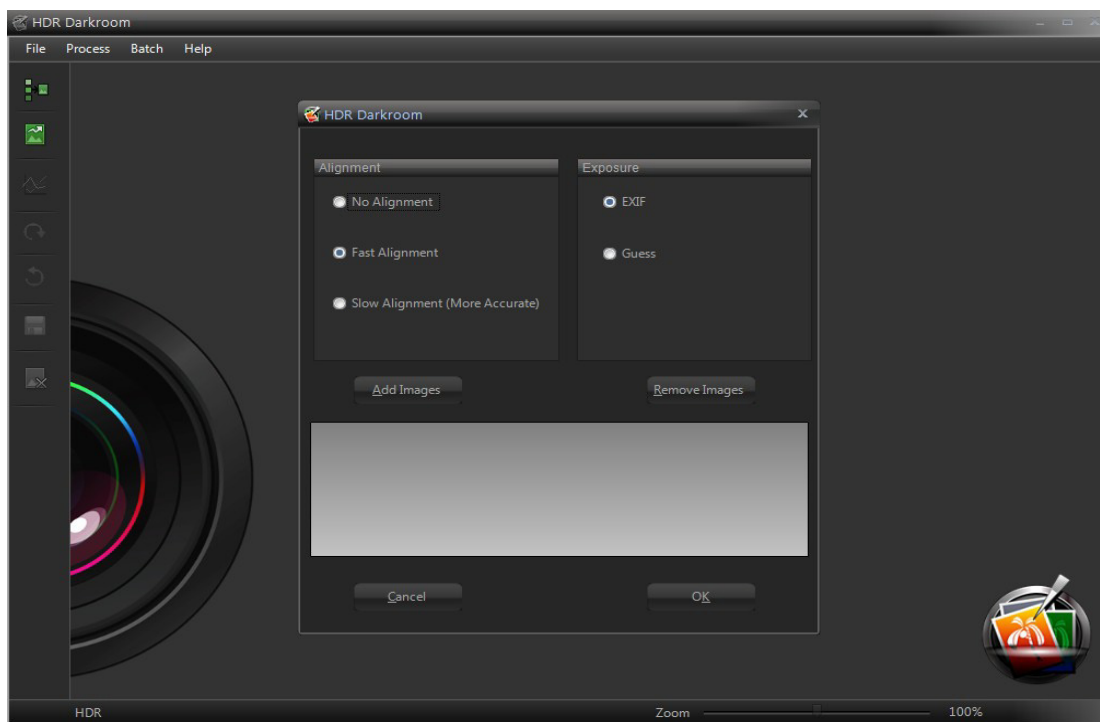 HDR Darkroom
File Process Batch Help
HDR Darkroom
Alignment
Exposure
No Alignment
EXIF
Fast Alignment
Guess
Slow Alignment (More Accurate)
Add Images
Remove Images
Cancel
OK
HDR
Zoom
100%